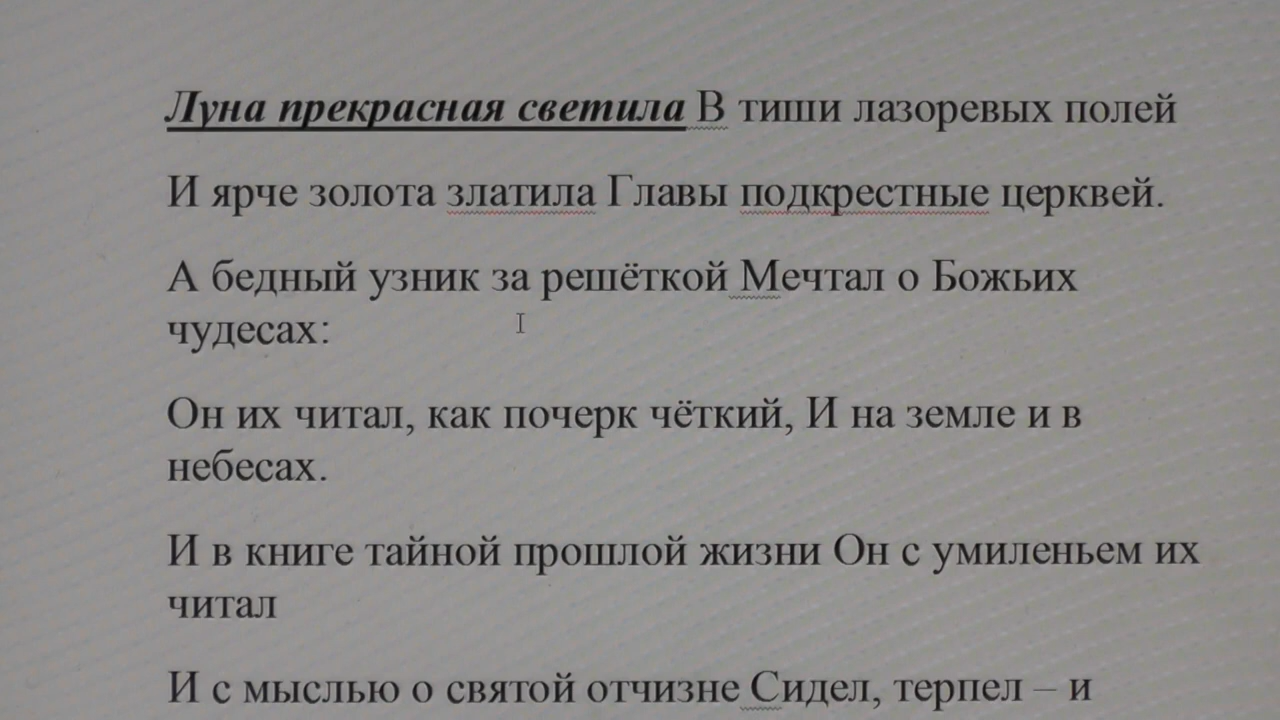 Луна прекрасная светила В тиши лазоревых полей
И ярче золота златила Главы подкрестные церквей.
А бедный узник за решёткой Мечтал о Божьих
чудесах:
Он их читал, как почерк чёткий, И на земле и в
небесах.
И в книге тайной прошлой жизни Он с умиленьем их
читал
И с мыслью о святой отчизне Сидел, терпел – и